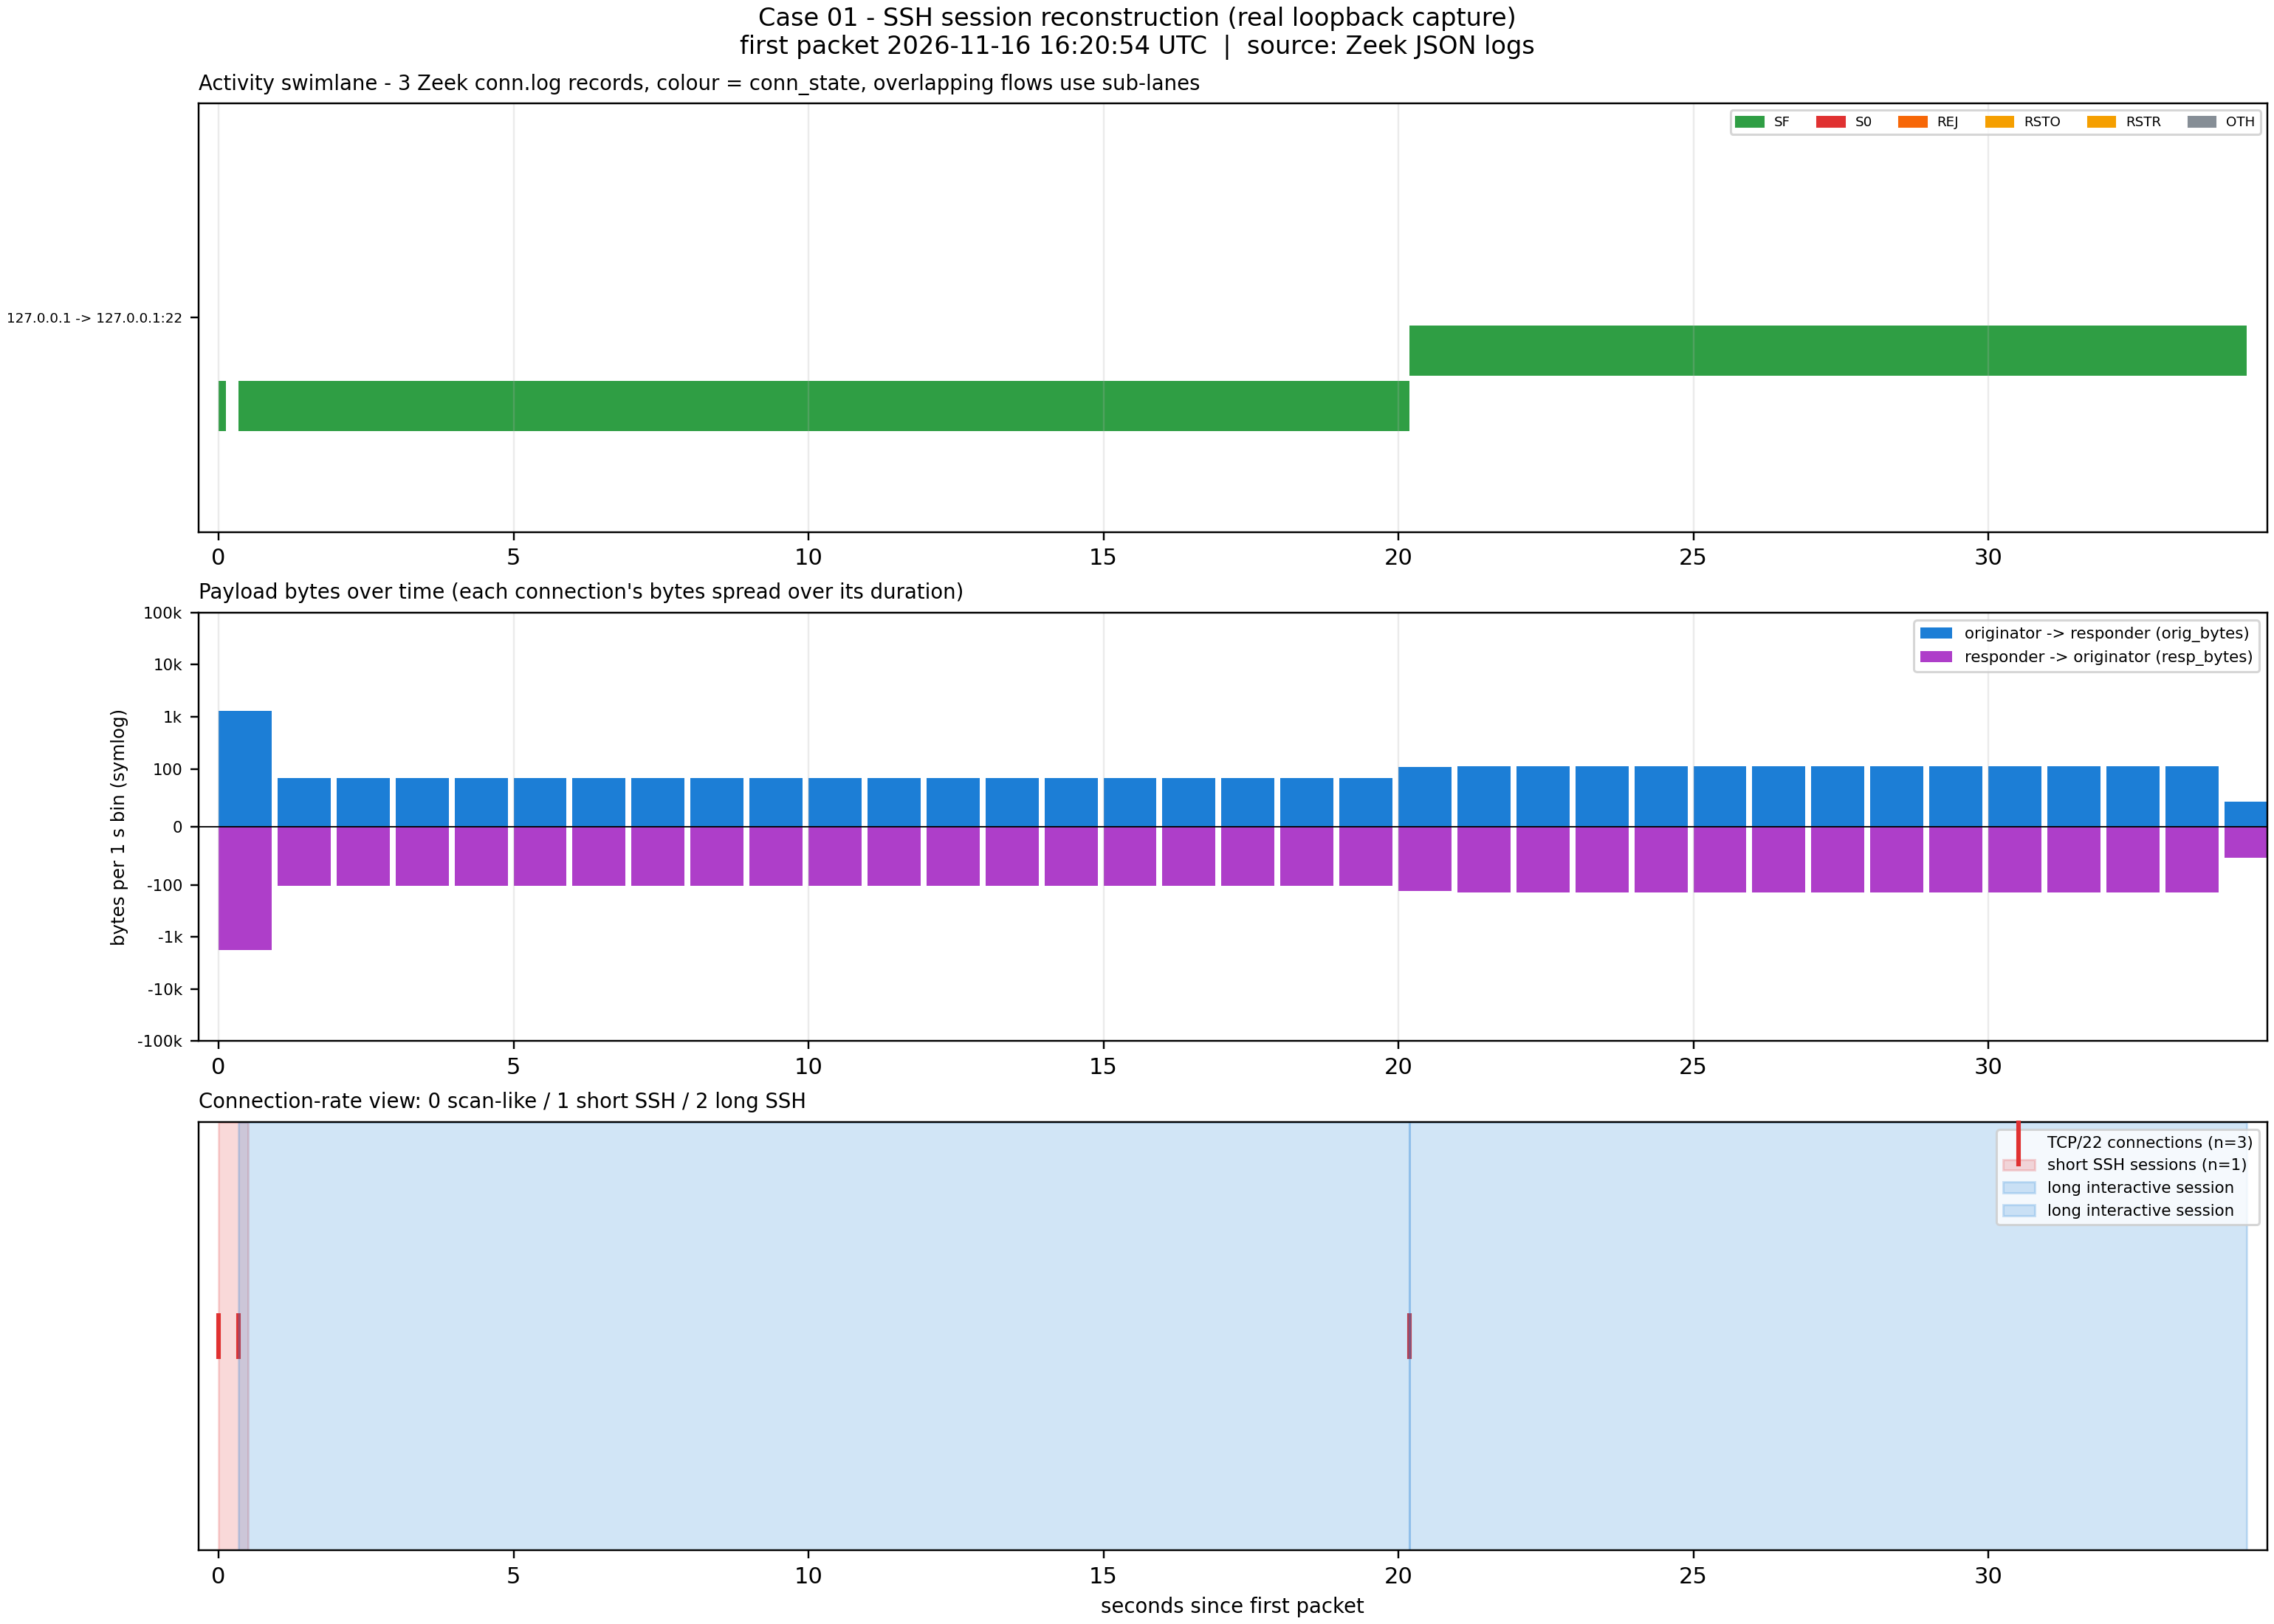 Case 01 - SSH session reconstruction (real loopback capture)
first packet 2026-11-16 16:20:54 UTC  |  source: Zeek JSON logs
Activity swimlane - 3 Zeek conn.log records, colour = conn_state, overlapping flows use sub-lanes
SF S0 REJ RSTO RSTR OTH
127.0.0.1 -> 127.0.0.1:22
0 5 10 15 20 25 30
Payload bytes over time (each connection's bytes spread over its duration)
originator -> responder (orig_bytes)
responder -> originator (resp_bytes)
bytes per 1 s bin (symlog)
100k
10k
1k
100
0
-100
-1k
-10k
-100k
0 5 10 15 20 25 30
Connection-rate view: 0 scan-like / 1 short SSH / 2 long SSH
TCP/22 connections (n=3)
short SSH sessions (n=1)
long interactive session
long interactive session
0 5 10 15 20 25 30
seconds since first packet